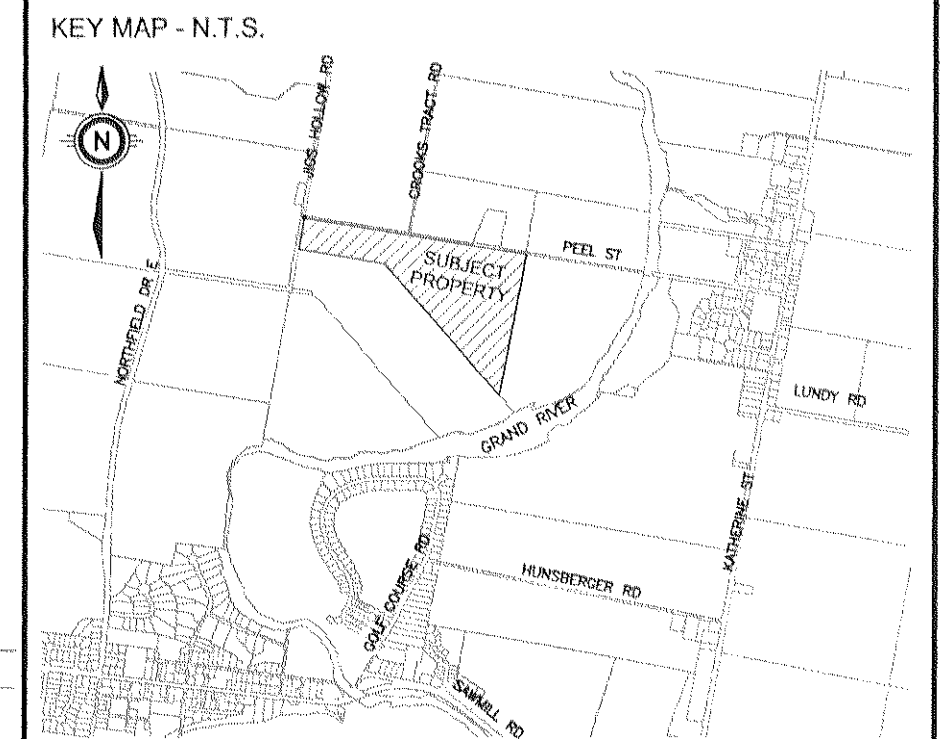 KEY MAP - N.T.S.
N
JIGS HOLLOW RD
CROOKS TRACT RD
SUBJECT
PROPERTY
PEEL ST
NORTHFIELD DR E
LUNDY RD
GRAND RIVER
KATHERINE ST
GOLF COURSE RD
HUNSBERGER RD
SAWMILL RD